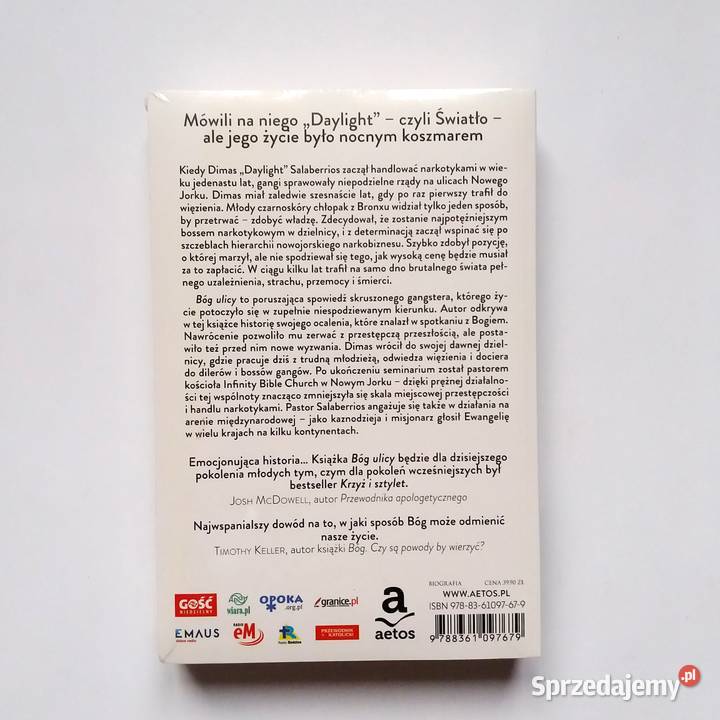 Mówili na niego „Daylight” – czyli Światło –
ale jego życie było nocnym koszmarem
Kiedy Dimas „Daylight” Salaberrios zaczął handlować narkotykami w wie-
ku jedenastu lat, gangi sprawowały niepodzielne rządy na ulicach Nowego
Jorku. Dimas miał zaledwie szesnaście lat, gdy po raz pierwszy trafił do
więzienia. Młody czarnoskóry chłopak z Bronxu widział tylko jeden sposób,
by przetrwać – zdobyć władzę. Zdecydował, że zostanie najpotężniejszym
bossem narkotykowym w dzielnicy, i z determinacją zaczął wspinać się po
szczeblach hierarchii nowojorskiego narkobiznesu. Szybko zdobył pozycję,
o której marzył, ale nie spodziewał się tego, jak wysoką cenę będzie musiał
za to zapłacić. W ciągu kilku lat trafił na samo dno brutalnego świata peł-
nego uzależnienia, strachu, przemocy i śmierci.
Bóg ulicy to poruszająca spowiedź skruszonego gangstera, którego ży-
cie potoczyło się w zupełnie niespodziewanym kierunku. Autor odkrywa
w tej książce historię swojego ocalenia, które znalazł w spotkaniu z Bogiem.
Nawrócenie pozwoliło mu zerwać z przestępczą przeszłością, ale posta-
wiło też przed nim nowe wyzwania. Dimas wrócił do swojej dawnej dziel-
nicy, gdzie pracuje dziś z trudną młodzieżą, odwiedza więzienia i dociera
do dilerów i bossów gangów. Po ukończeniu seminarium został pastorem
kościoła Infinity Bible Church w Nowym Jorku – dzięki prężnej działalno-
ści tej wspólnoty znacząco zmniejszyła się skala miejscowej przestępczości
i handlu narkotykami. Pastor Salaberrios angażuje się także w działania na
arenie międzynarodowej – jako kaznodzieja i misjonarz głosił Ewangelię
w wielu krajach na kilku kontynentach.
Emocjonująca historia... Książka Bóg ulicy będzie dla dzisiejszego
pokolenia młodych tym, czym dla pokoleń wcześniejszych był
bestseller Krzyż i sztylet.
Josh McDowell, autor Przewodnika apologetycznego
Najwspanialszy dowód na to, w jaki sposób Bóg może odmienić
nasze życie.
Timothy Keller, autor książki Bóg. Czy są powody by wierzyć?
BIOGRAFIA CENA 39.90 ZŁ
WWW.AETOS.PL
ISBN 978-83-61097-67-9
9 788361 097679
GOŚĆ
NIEDZIELNY
wiara.pl
OPOKA
.org.pl
granice.pl
a
aetos
EMAUS
RADIO
eM
PRZEWODNIK
KATOLICKI
Sprzedajemy.pl